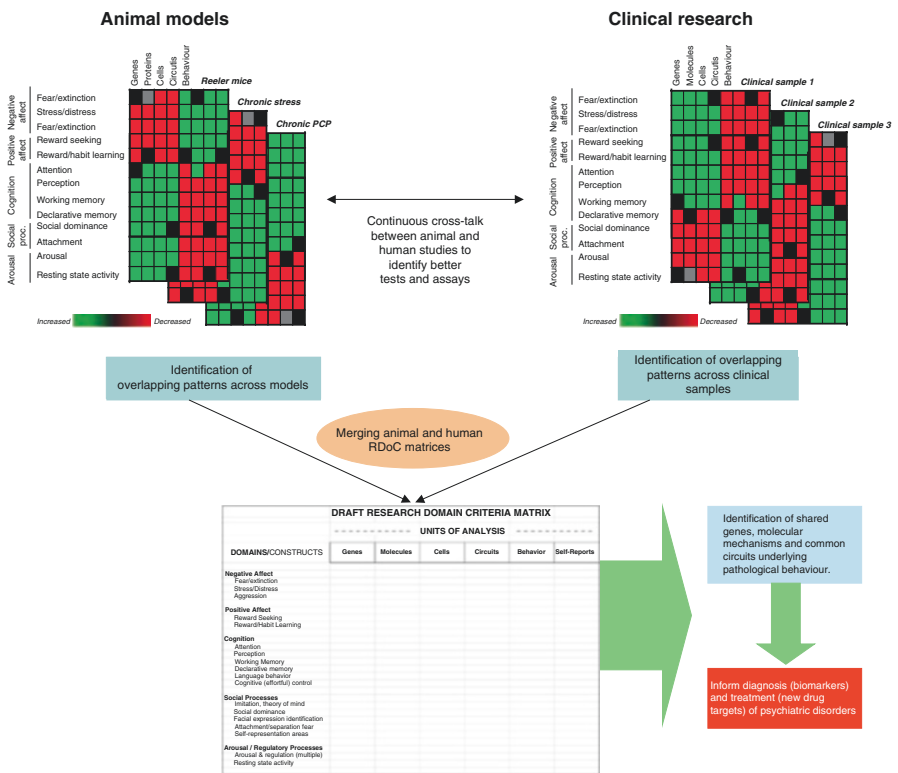 Animal models
Genes
Proteins
Cells
Circutis
Behaviour
Reeler mice
Chronic stress
Chronic PCP
Negative
affect
Fear/extinction
Stress/distress
Fear/extinction
Positive
affect
Reward seeking
Reward/habit learning
Cognition
Attention
Perception
Working memory
Declarative memory
Social
proc.
Social dominance
Attachment
Arousal
Arousal
Resting state activity
Increased
Decreased
Continuous cross-talk
between animal and
human studies to
identify better
tests and assays
Clinical research
Genes
Molecules
Cells
Circutis
Behaviour
Clinical sample 1
Clinical sample 2
Clinical sample 3
Negative
affect
Fear/extinction
Stress/distress
Fear/extinction
Positive
affect
Reward seeking
Reward/habit learning
Cognition
Attention
Perception
Working memory
Declarative memory
Social
proc.
Social dominance
Attachment
Arousal
Arousal
Resting state activity
Increased
Decreased
Identification of
overlapping patterns across models
Identification of overlapping
patterns across clinical
samples
Merging animal and human
RDoC matrices
DRAFT RESEARCH DOMAIN CRITERIA MATRIX
UNITS OF ANALYSIS
DOMAINS/CONSTRUCTS Genes Molecules Cells Circuits Behavior Self-Reports
Negative Affect
Fear/extinction
Stress/Distress
Aggression
Positive Affect
Reward Seeking
Reward/Habit Learning
Cognition
Attention
Perception
Working Memory
Declarative memory
Language behavior
Cognitive (effortful) control
Social Processes
Imitation, theory of mind
Social dominance
Facial expression identification
Attachment/separation fear
Self-representation areas
Arousal / Regulatory Processes
Arousal & regulation (multiple)
Resting state activity
Identification of shared
genes, molecular
mechanisms and common
circuits underlying
pathological behaviour.
Inform diagnosis (biomarkers)
and treatment (new drug
targets) of psychiatric disorders